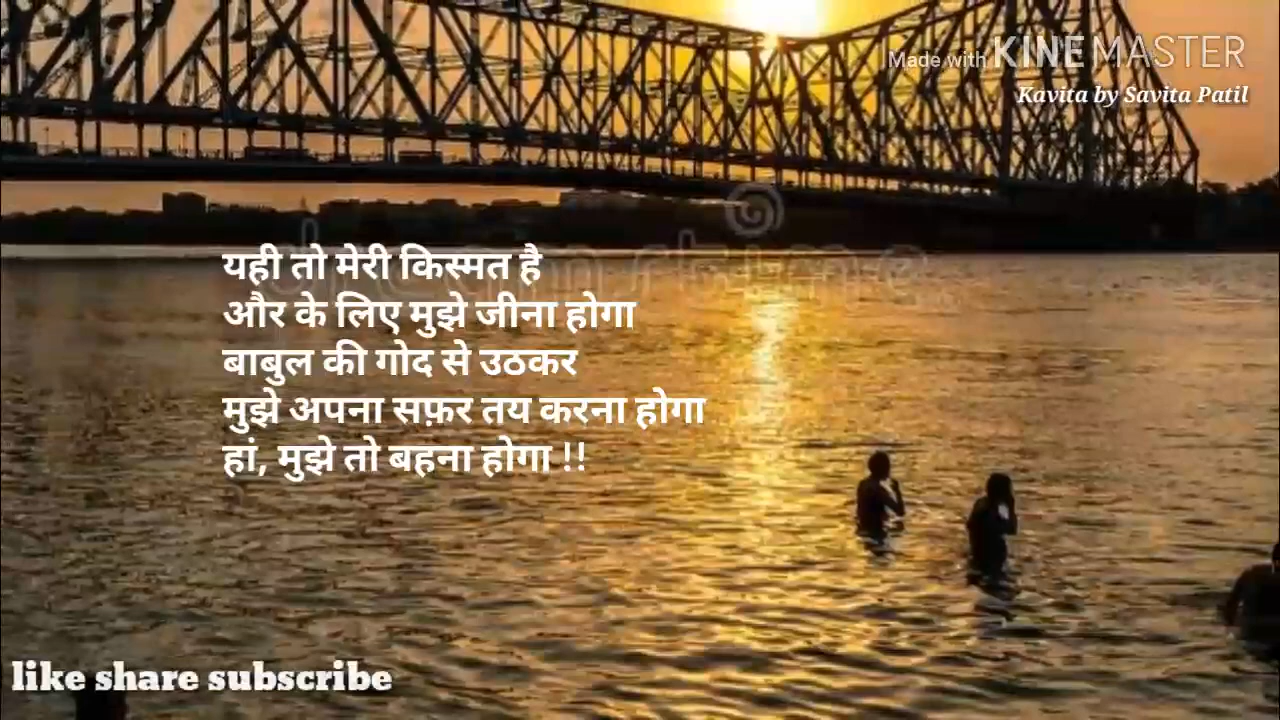 Made with KINEMASTER
Kavita by Savita Patil
यही तो मेरी किस्मत है
और के लिए मुझे जीना होगा
बाबुल की गोद से उठकर
मुझे अपना सफ़र तय करना होगा
हां, मुझे तो बहना होगा !!
like share subscribe